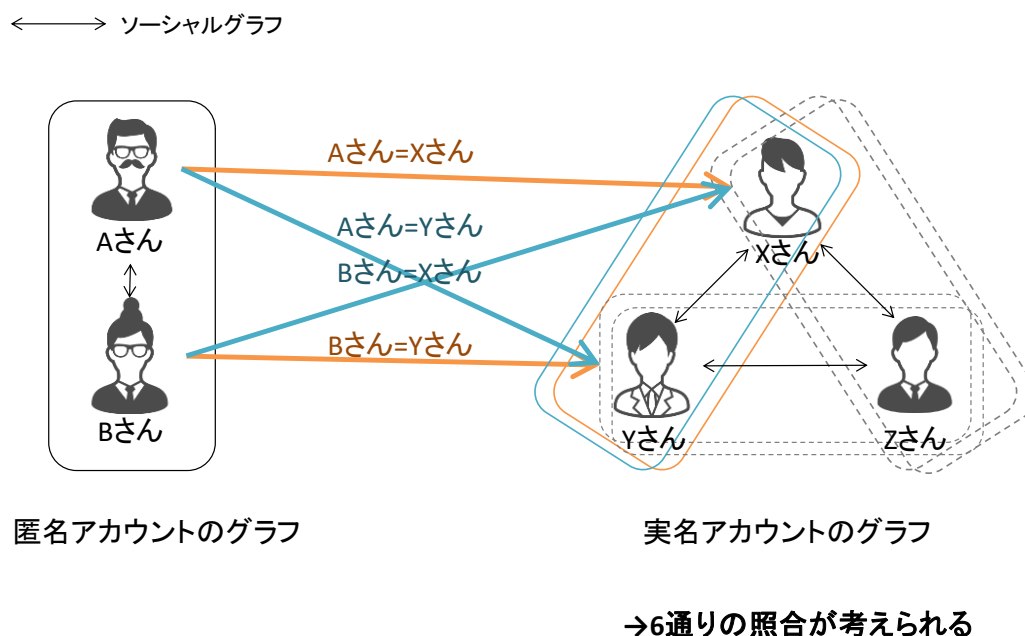 ソーシャルグラフ
Aさん=Xさん
Aさん
Xさん
Aさん=Yさん
Bさん=Xさん
Bさん=Yさん
Bさん
Yさん
Zさん
匿名アカウントのグラフ
実名アカウントのグラフ
→6通りの照合が考えられる